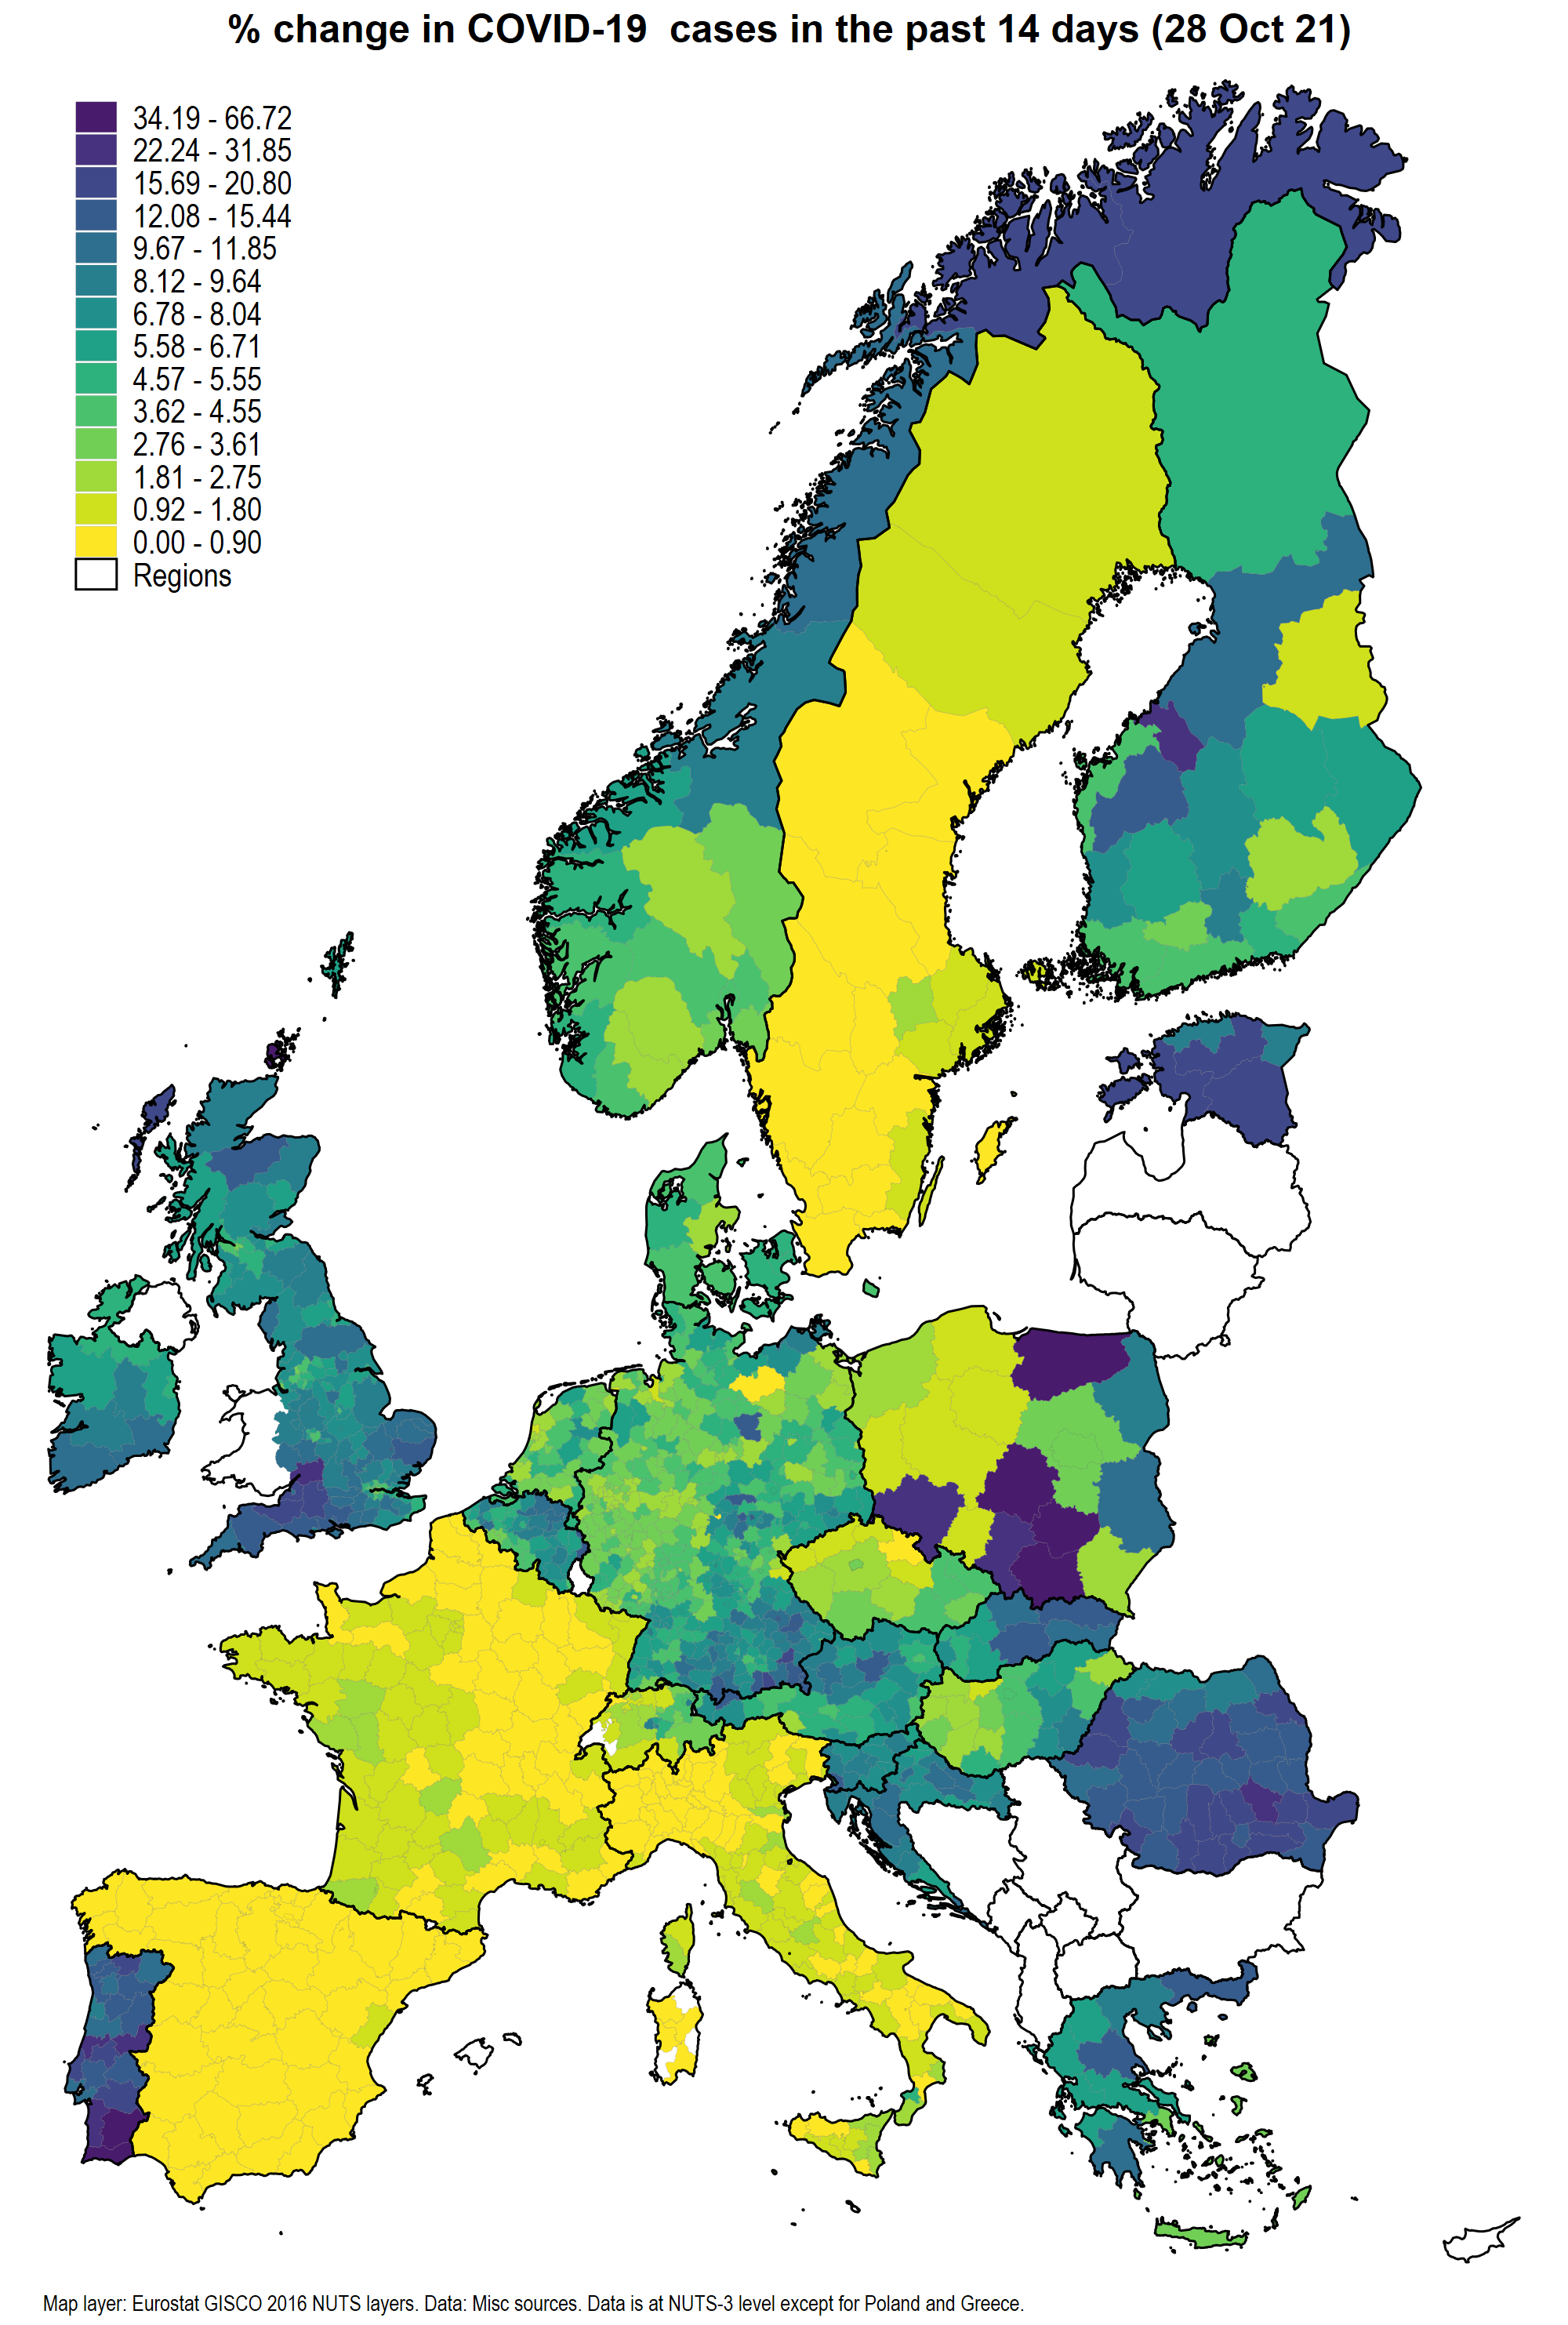 % change in COVID-19  cases in the past 14 days (28 Oct 21)
34.19 - 66.72
22.24 - 31.85
15.69 - 20.80
12.08 - 15.44
9.67 - 11.85
8.12 - 9.64
6.78 - 8.04
5.58 - 6.71
4.57 - 5.55
3.62 - 4.55
2.76 - 3.61
1.81 - 2.75
0.92 - 1.80
0.00 - 0.90
Regions
Map layer: Eurostat GISCO 2016 NUTS layers. Data: Misc sources. Data is at NUTS-3 level except for Poland and Greece.